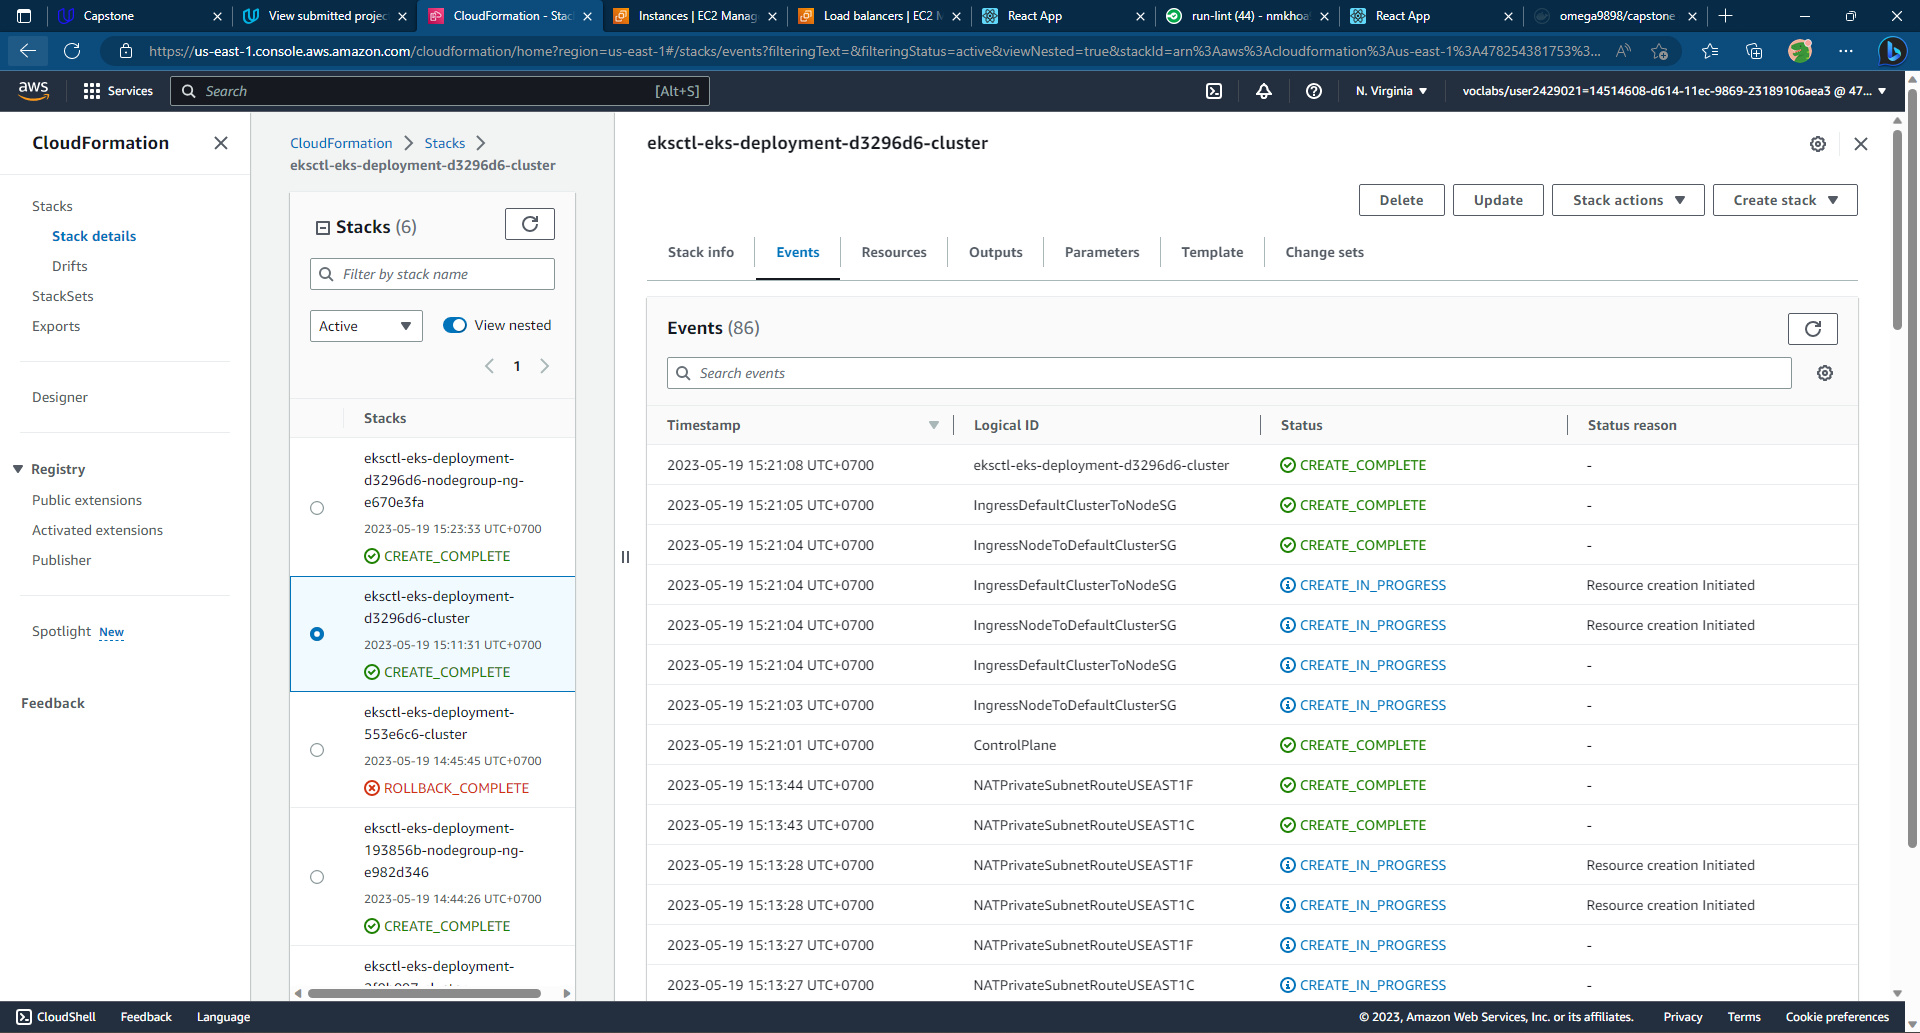 Capstone
View submitted projec
CloudFormation - Stac
Instances | EC2 Manag
Load balancers | EC2 M
React App
run-lint (44) - nmkhoa
React App
omega9898/capstone
https://us-east-1.console.aws.amazon.com/cloudformation/home?region=us-east-1#/stacks/events?filteringText=&filteringStatus=active&viewNested=true&stackId=arn%3Aaws%3Acloudformation%3Aus-east-1%3A478254381753%3...
aws
Services
Search
[Alt+S]
N. Virginia
voclabs/user2429021=14514608-d614-11ec-9869-23189106aea3 @ 47...
CloudFormation
Stacks
Stack details
Drifts
StackSets
Exports
Designer
Registry
Public extensions
Activated extensions
Publisher
Spotlight New
Feedback
CloudFormation
Stacks
eksctl-eks-deployment-d3296d6-cluster
Stacks (6)
Filter by stack name
Active
View nested
1
Stacks
eksctl-eks-deployment-
d3296d6-nodegroup-ng-
e670e3fa
2023-05-19 15:23:33 UTC+0700
CREATE_COMPLETE
eksctl-eks-deployment-
d3296d6-cluster
2023-05-19 15:11:31 UTC+0700
CREATE_COMPLETE
eksctl-eks-deployment-
553e6c6-cluster
2023-05-19 14:45:45 UTC+0700
ROLLBACK_COMPLETE
eksctl-eks-deployment-
193856b-nodegroup-ng-
e982d346
2023-05-19 14:44:26 UTC+0700
CREATE_COMPLETE
eksctl-eks-deployment-
eksctl-eks-deployment-d3296d6-cluster
Delete
Update
Stack actions
Create stack
Stack info
Events
Resources
Outputs
Parameters
Template
Change sets
Events (86)
Search events
Timestamp Logical ID Status Status reason
2023-05-19 15:21:08 UTC+0700 eksctl-eks-deployment-d3296d6-cluster CREATE_COMPLETE -
2023-05-19 15:21:05 UTC+0700 IngressDefaultClusterToNodeSG CREATE_COMPLETE -
2023-05-19 15:21:04 UTC+0700 IngressNodeToDefaultClusterSG CREATE_COMPLETE -
2023-05-19 15:21:04 UTC+0700 IngressDefaultClusterToNodeSG CREATE_IN_PROGRESS Resource creation Initiated
2023-05-19 15:21:04 UTC+0700 IngressNodeToDefaultClusterSG CREATE_IN_PROGRESS Resource creation Initiated
2023-05-19 15:21:04 UTC+0700 IngressDefaultClusterToNodeSG CREATE_IN_PROGRESS -
2023-05-19 15:21:03 UTC+0700 IngressNodeToDefaultClusterSG CREATE_IN_PROGRESS -
2023-05-19 15:21:01 UTC+0700 ControlPlane CREATE_COMPLETE -
2023-05-19 15:13:44 UTC+0700 NATPrivateSubnetRouteUSEAST1F CREATE_COMPLETE -
2023-05-19 15:13:43 UTC+0700 NATPrivateSubnetRouteUSEAST1C CREATE_COMPLETE -
2023-05-19 15:13:28 UTC+0700 NATPrivateSubnetRouteUSEAST1F CREATE_IN_PROGRESS Resource creation Initiated
2023-05-19 15:13:28 UTC+0700 NATPrivateSubnetRouteUSEAST1C CREATE_IN_PROGRESS Resource creation Initiated
2023-05-19 15:13:27 UTC+0700 NATPrivateSubnetRouteUSEAST1F CREATE_IN_PROGRESS -
2023-05-19 15:13:27 UTC+0700 NATPrivateSubnetRouteUSEAST1C CREATE_IN_PROGRESS -
CloudShell
Feedback
Language
© 2023, Amazon Web Services, Inc. or its affiliates.
Privacy
Terms
Cookie preferences